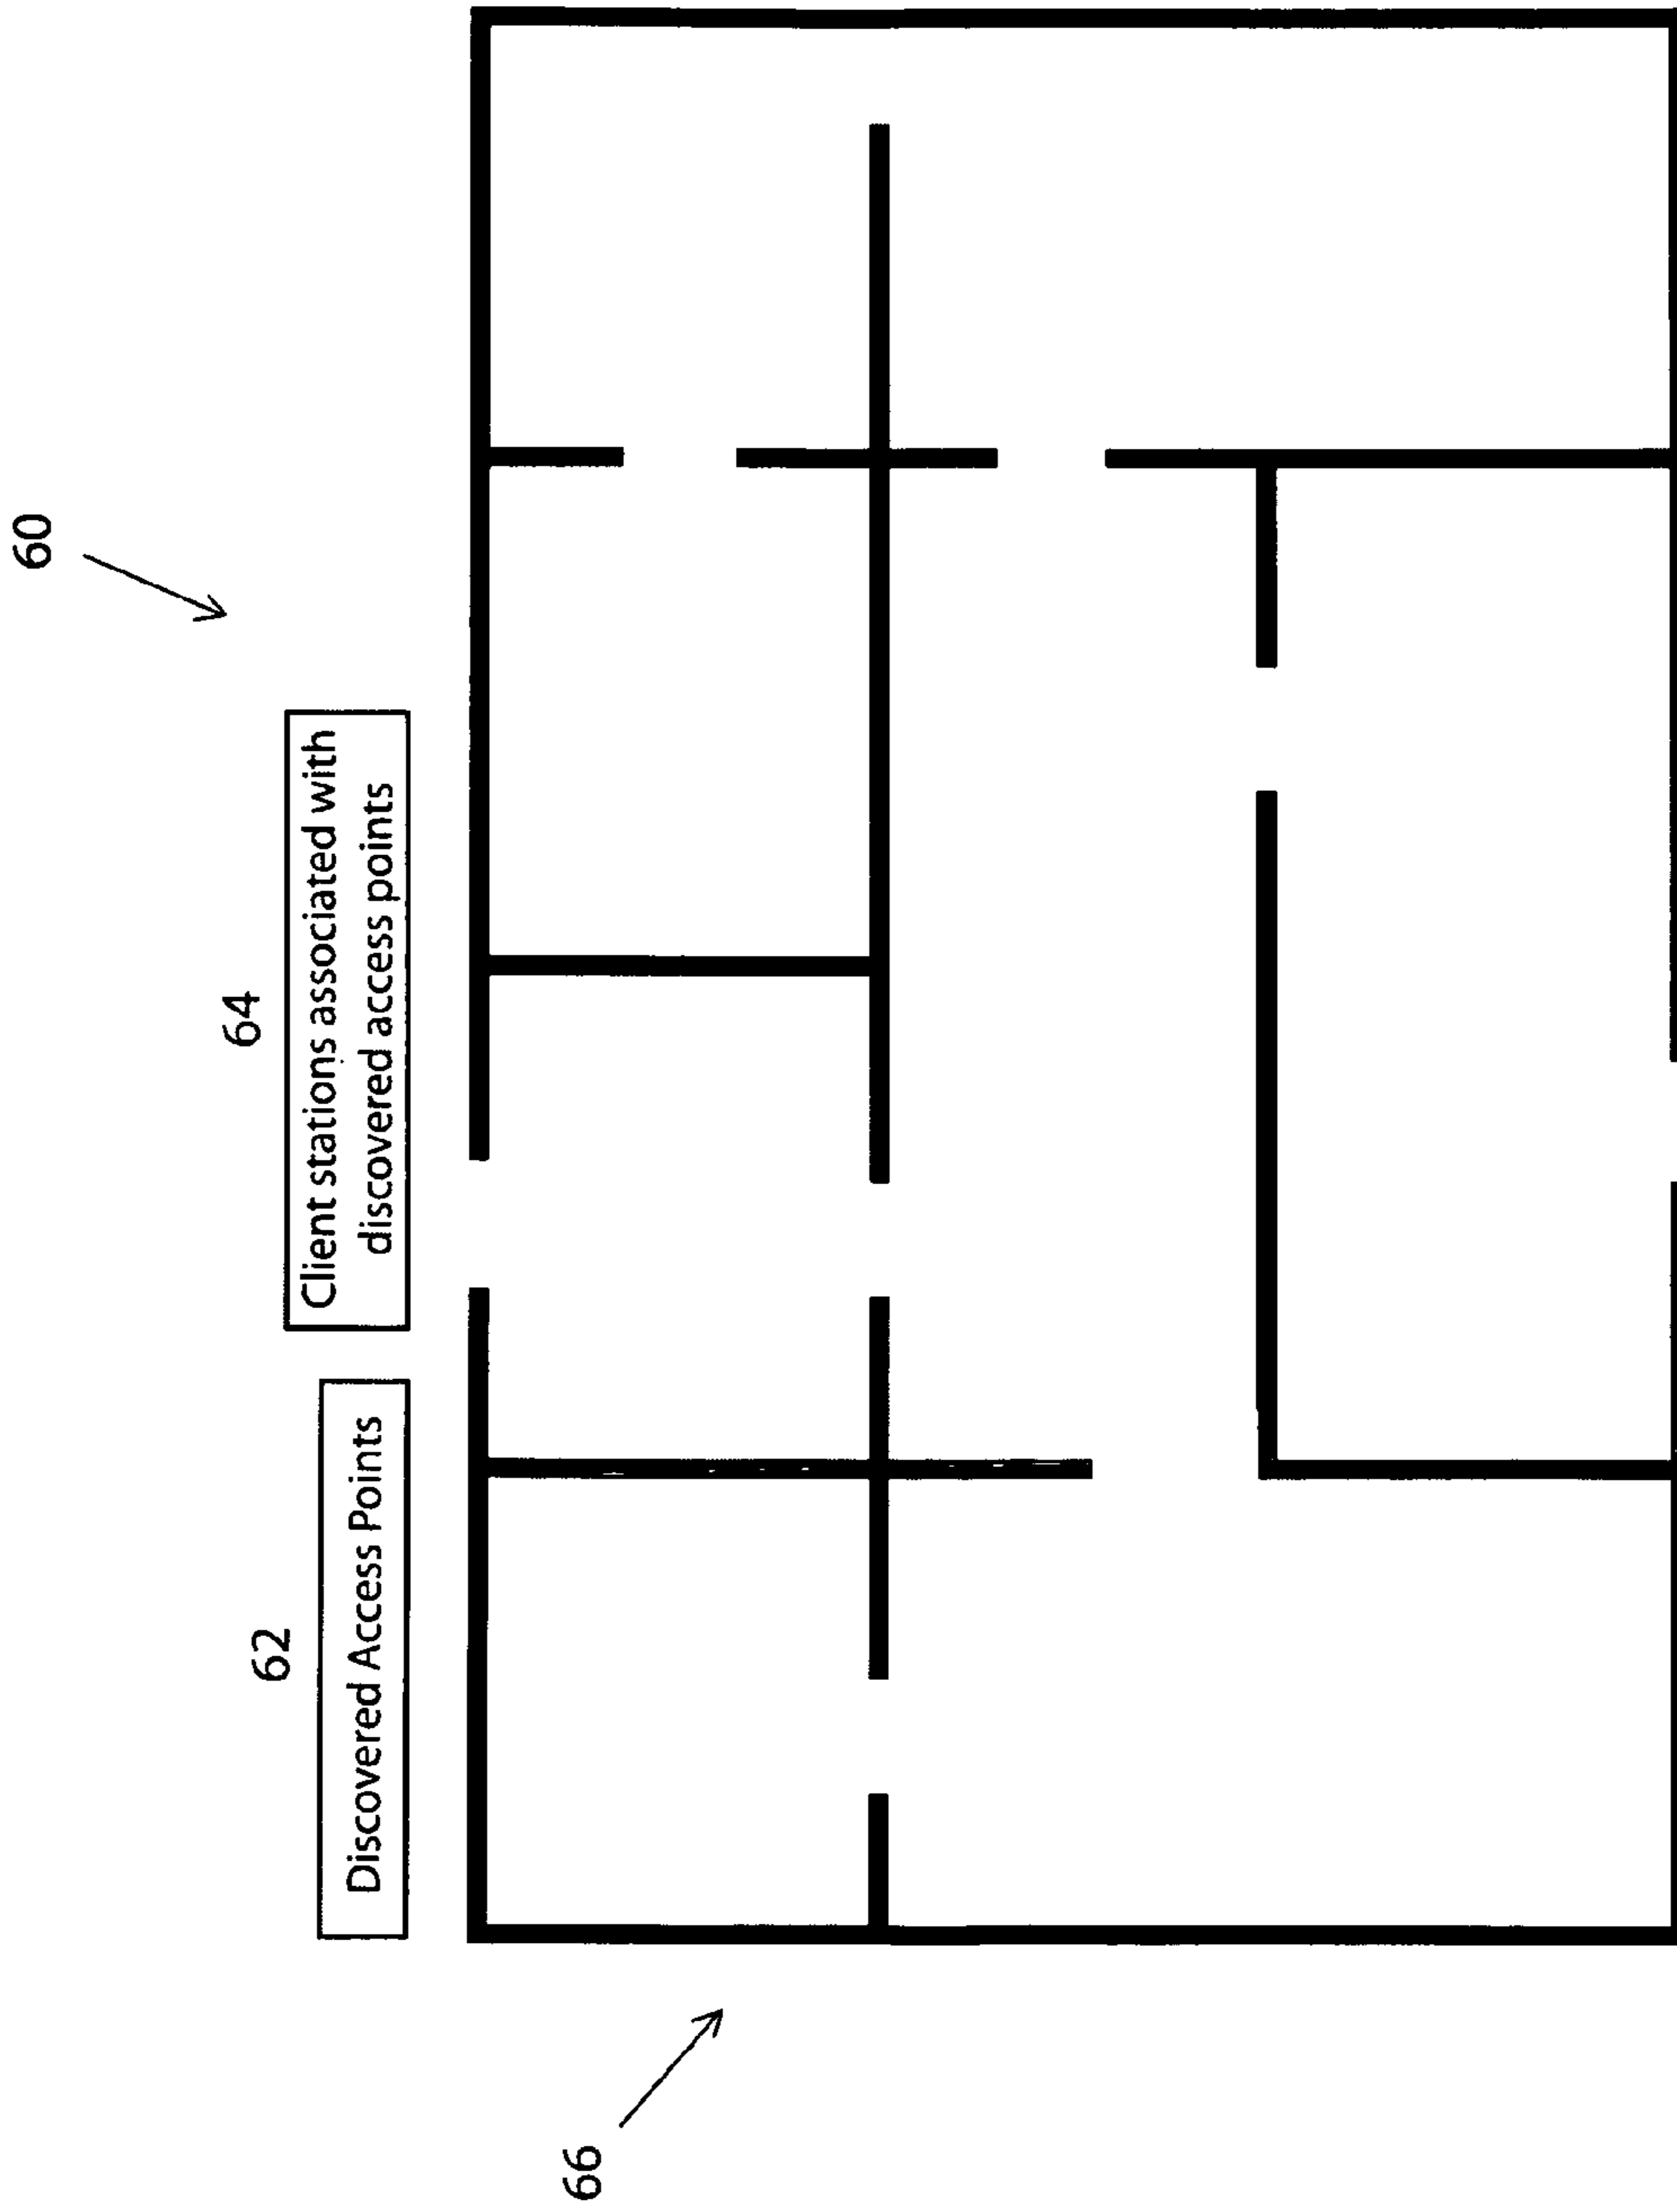 60
62
64
Discovered Access Points
Client stations associated with
discovered access points
66